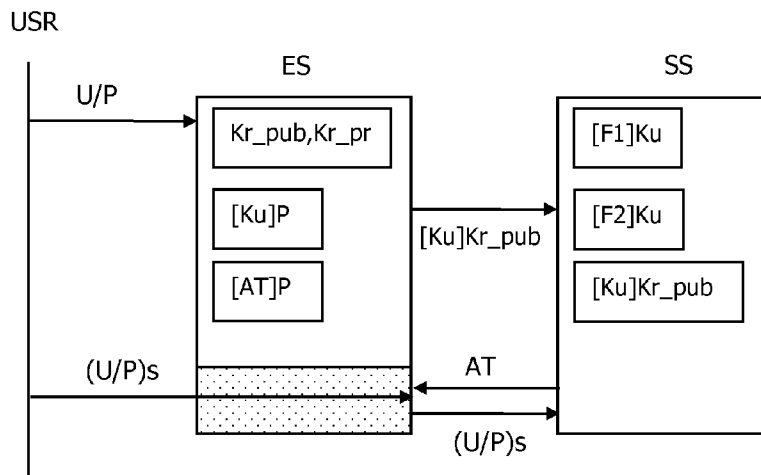 USR
ES
SS
U/P
Kr_pub,Kr_pr
[F1]Ku
[Ku]P
[F2]Ku
[Ku]Kr_pub
[AT]P
[Ku]Kr_pub
(U/P)s
AT
(U/P)s